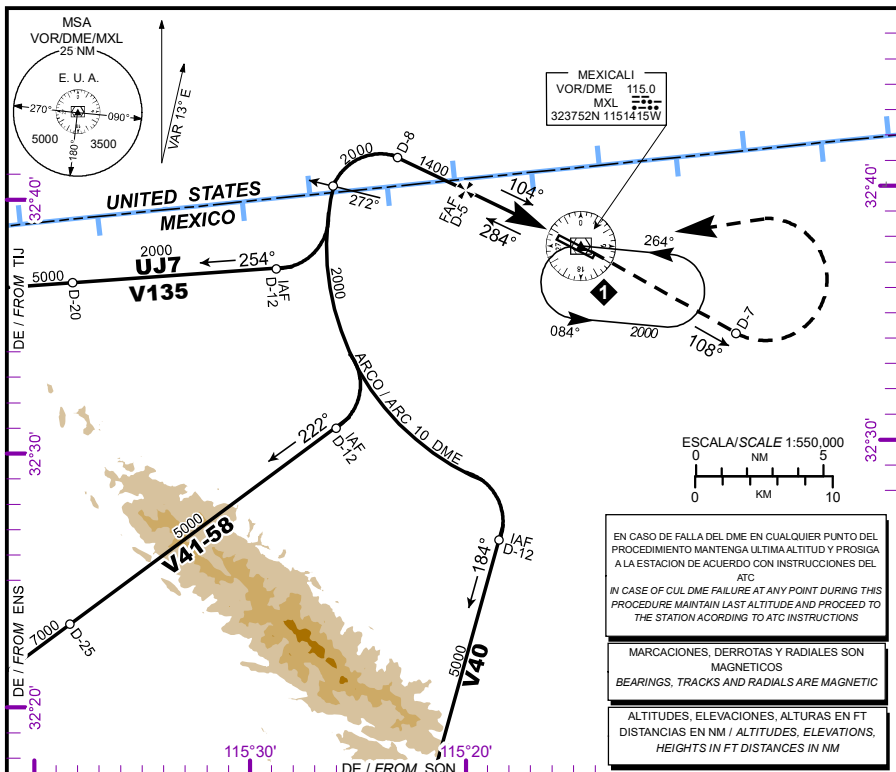 MSA
VOR/DME/MXL
25 NM
E. U. A.
270°
090°
5000
3500
180°
VAR 13° E
MEXICALI
VOR/DME 115.0
MXL
323752N 1151415W
D-8
2000
1400
UNITED STATES
MEXICO
272°
FAF
D-5
104°
284°
264°
1
084°
2000
108°
D-7
32°40'
32°40'
2000
UJ7
254°
5000
V135
D-20
IAF
D-12
DE / FROM TIJ
2000
ARCO / ARC 10 DME
222°
IAF
D-12
32°30'
32°30'
ESCALA/SCALE 1:550,000
0 NM 5
0 KM 10
5000
V41-58
184°
IAF
D-12
7000
D-25
DE / FROM ENS
5000
V40
32°20'
115°30'
115°20'
DE / FROM SON
EN CASO DE FALLA DEL DME EN CUALQUIER PUNTO DEL
PROCEDIMIENTO MANTENGA ULTIMA ALTITUD Y PROSIGA
A LA ESTACION DE ACUERDO CON INSTRUCCIONES DEL
ATC
IN CASE OF CUL DME FAILURE AT ANY POINT DURING THIS
PROCEDURE MAINTAIN LAST ALTITUDE AND PROCEED TO
THE STATION ACORDING TO ATC INSTRUCTIONS
MARCACIONES, DERROTAS Y RADIALES SON
MAGNETICOS
BEARINGS, TRACKS AND RADIALS ARE MAGNETIC
ALTITUDES, ELEVACIONES, ALTURAS EN FT
DISTANCIAS EN NM / ALTITUDES, ELEVATIONS,
HEIGHTS IN FT DISTANCES IN NM